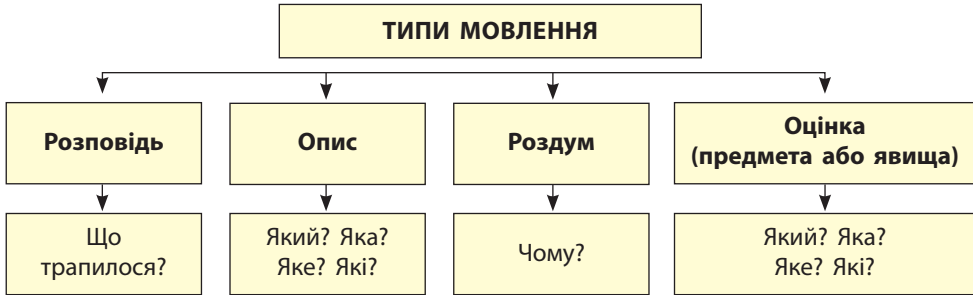 ТИПИ МОВЛЕННЯ
Розповідь
Опис
Роздум
Оцінка
(предмета або явища)
Що
трапилося?
Який? Яка?
Яке? Які?
Чому?
Який? Яка?
Яке? Які?